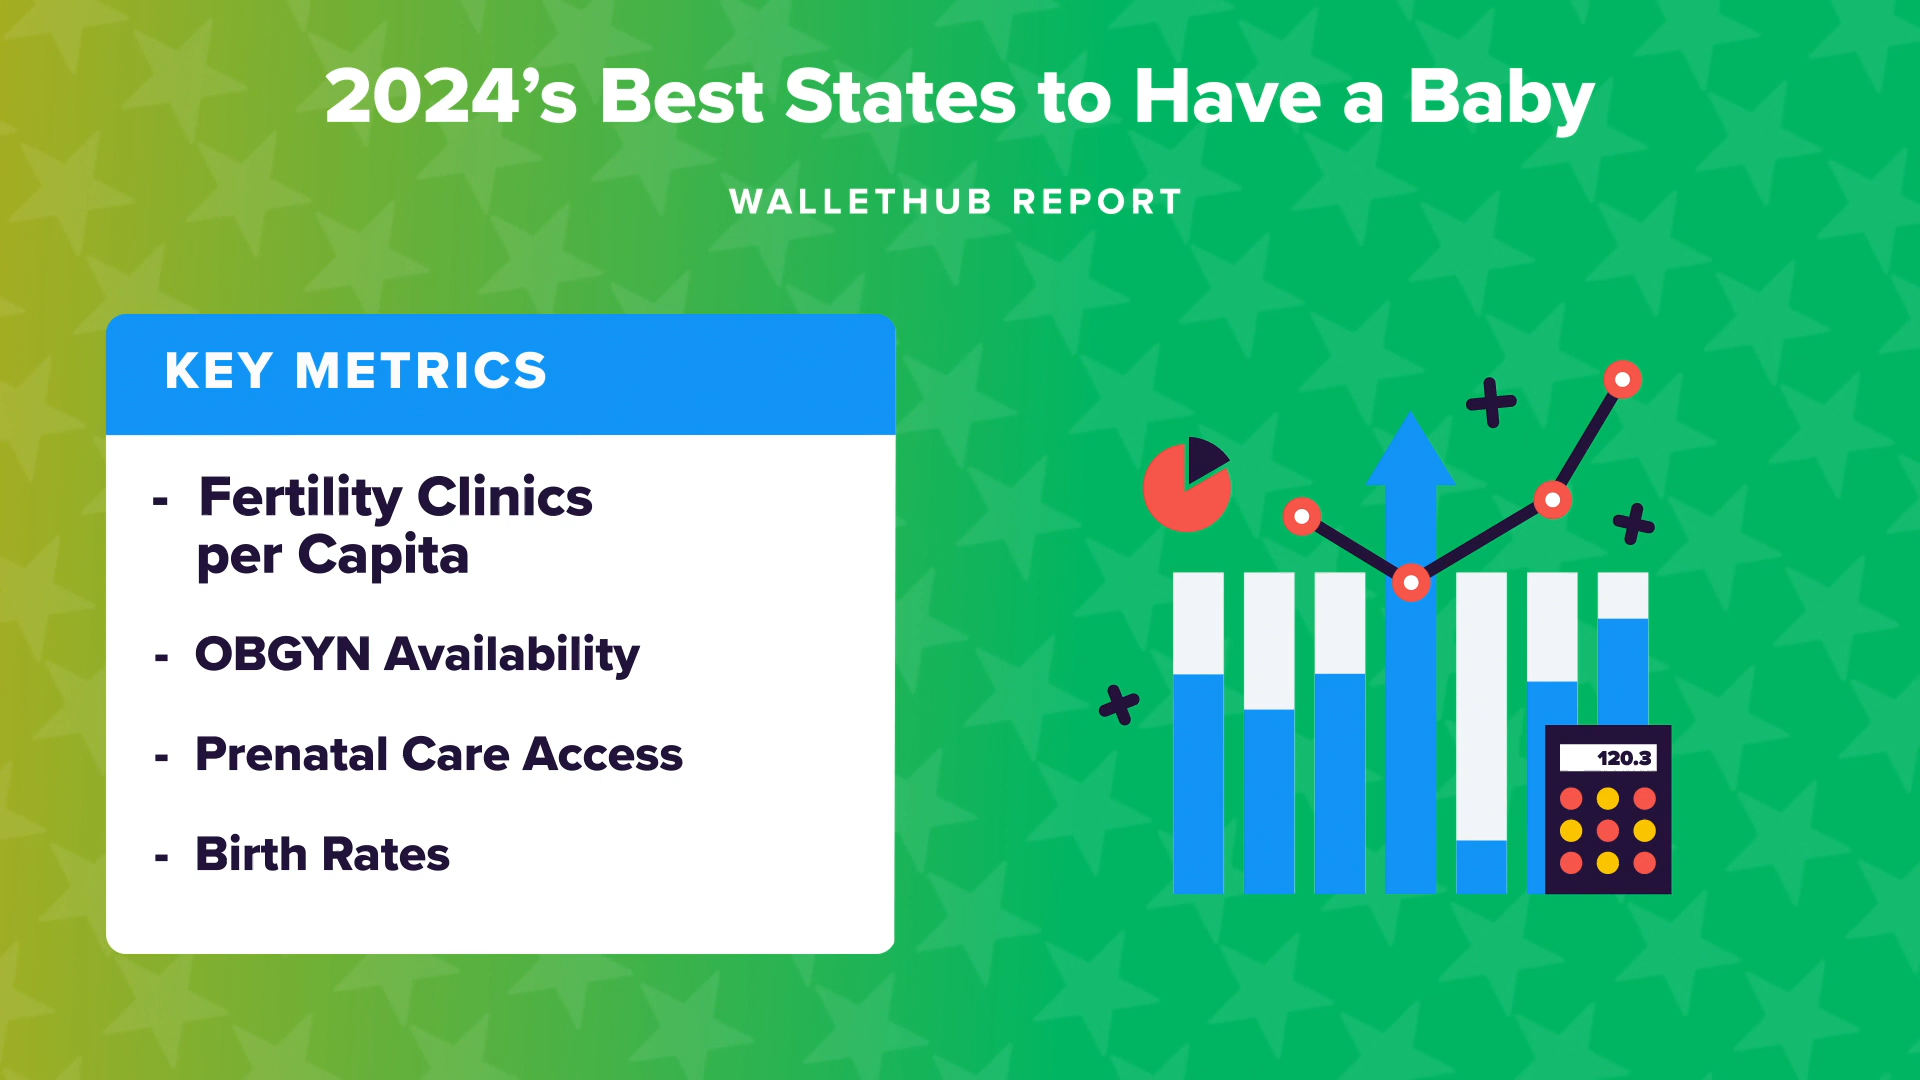 2024’s Best States to Have a Baby
WALLETHUB REPORT
KEY METRICS
- Fertility Clinics
per Capita
- OBGYN Availability
- Prenatal Care Access
- Birth Rates
120.3